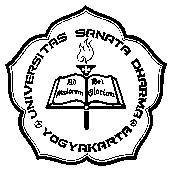 UNIVERSITAS SANATA DHARMA
Ad Dei
Maiorem Gloriam
YOGYAKARTA